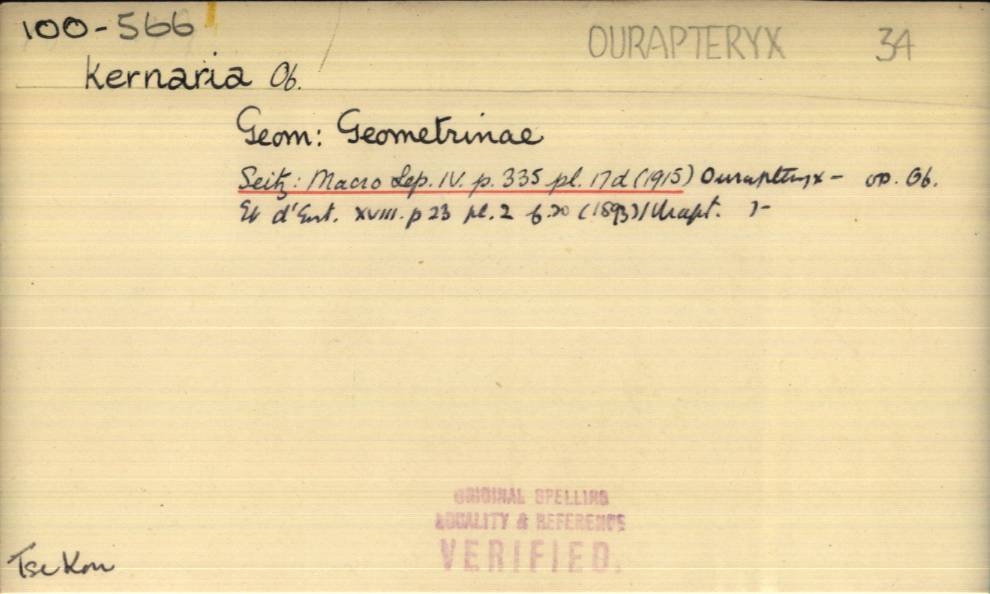 100-566
OURAPTERYX 34
kernaria Ob.
Geom: Geometrinae
Seitz: Macro Lep. IV. p. 335 pl. 17d (1915) Ourapteryx - sp. Ob.
Et d'Ent. XVIII. p 23 pl. 2 f. 20 (1893) Urapt. )-
ORIGINAL SPELLING
LOCALITY & REFERENCE
VERIFIED.
Tse Kou